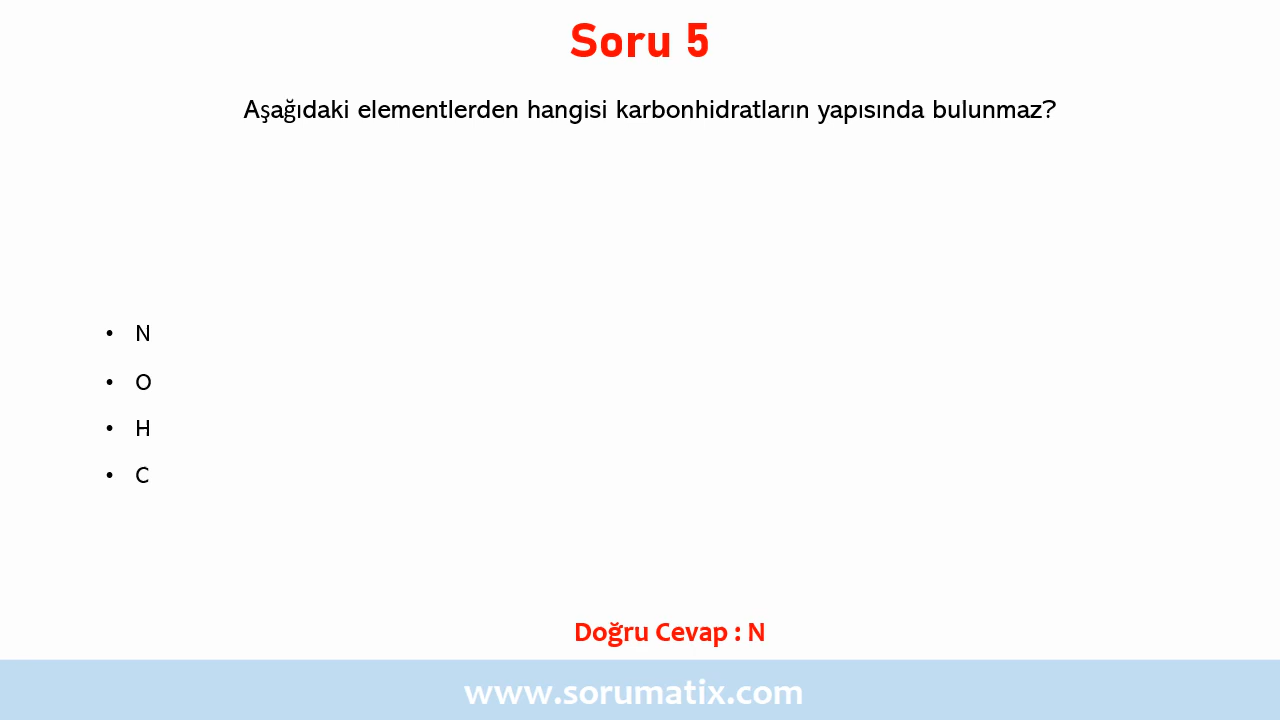 Soru 5
Aşağıdaki elementlerden hangisi karbonhidratların yapısında bulunmaz?
• N
• O
• H
• C
Doğru Cevap : N
www.sorumatix.com